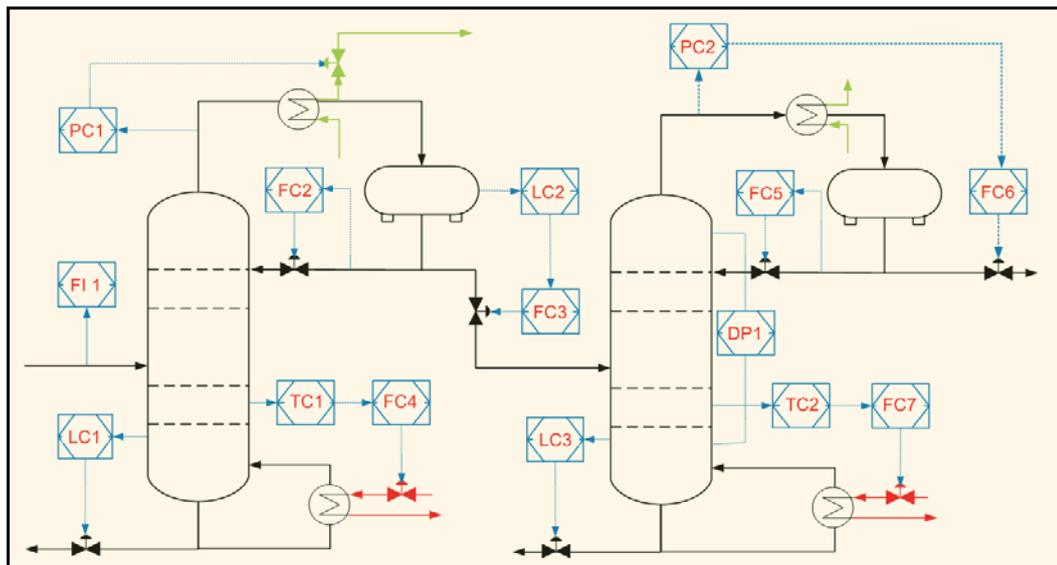 PC1
PC2
FC2
LC2
FC5
FC6
FI 1
FC3
DP1
TC1
FC4
TC2
FC7
LC1
LC3